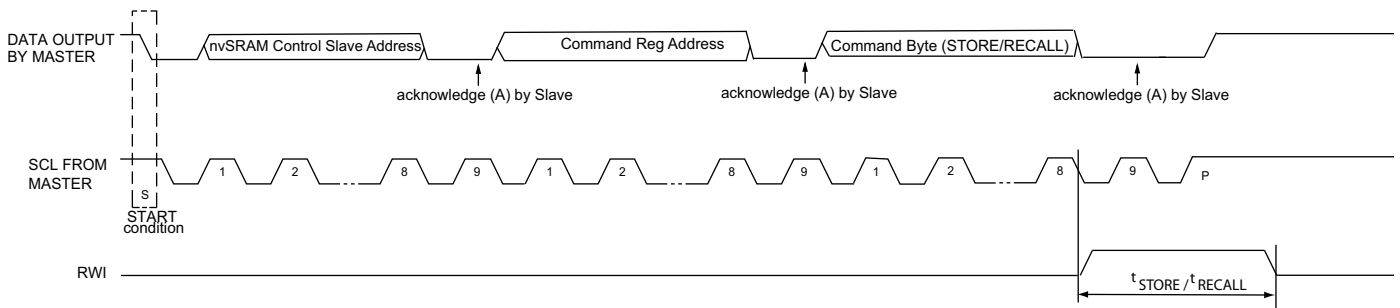 DATA OUTPUT
BY MASTER
nvSRAM Control Slave Address
Command Reg Address
Command Byte (STORE/RECALL)
acknowledge (A) by Slave
acknowledge (A) by Slave
acknowledge (A) by Slave
SCL FROM
MASTER
1 2 8 9 1 2 8 9 1 2 8 9 P
S
START
condition
RWI
tSTORE / tRECALL